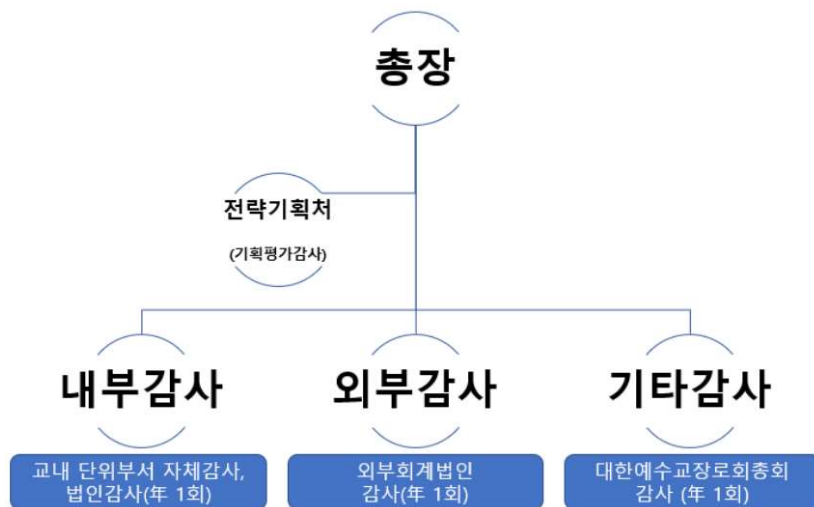 총장
전략기획처
(기획평가감사)
내부감사
외부감사
기타감사
교내 단위부서 자체감사,
법인감사(年 1회)
외부회계법인
감사(年 1회)
대한예수교장로회총회
감사 (年 1회)